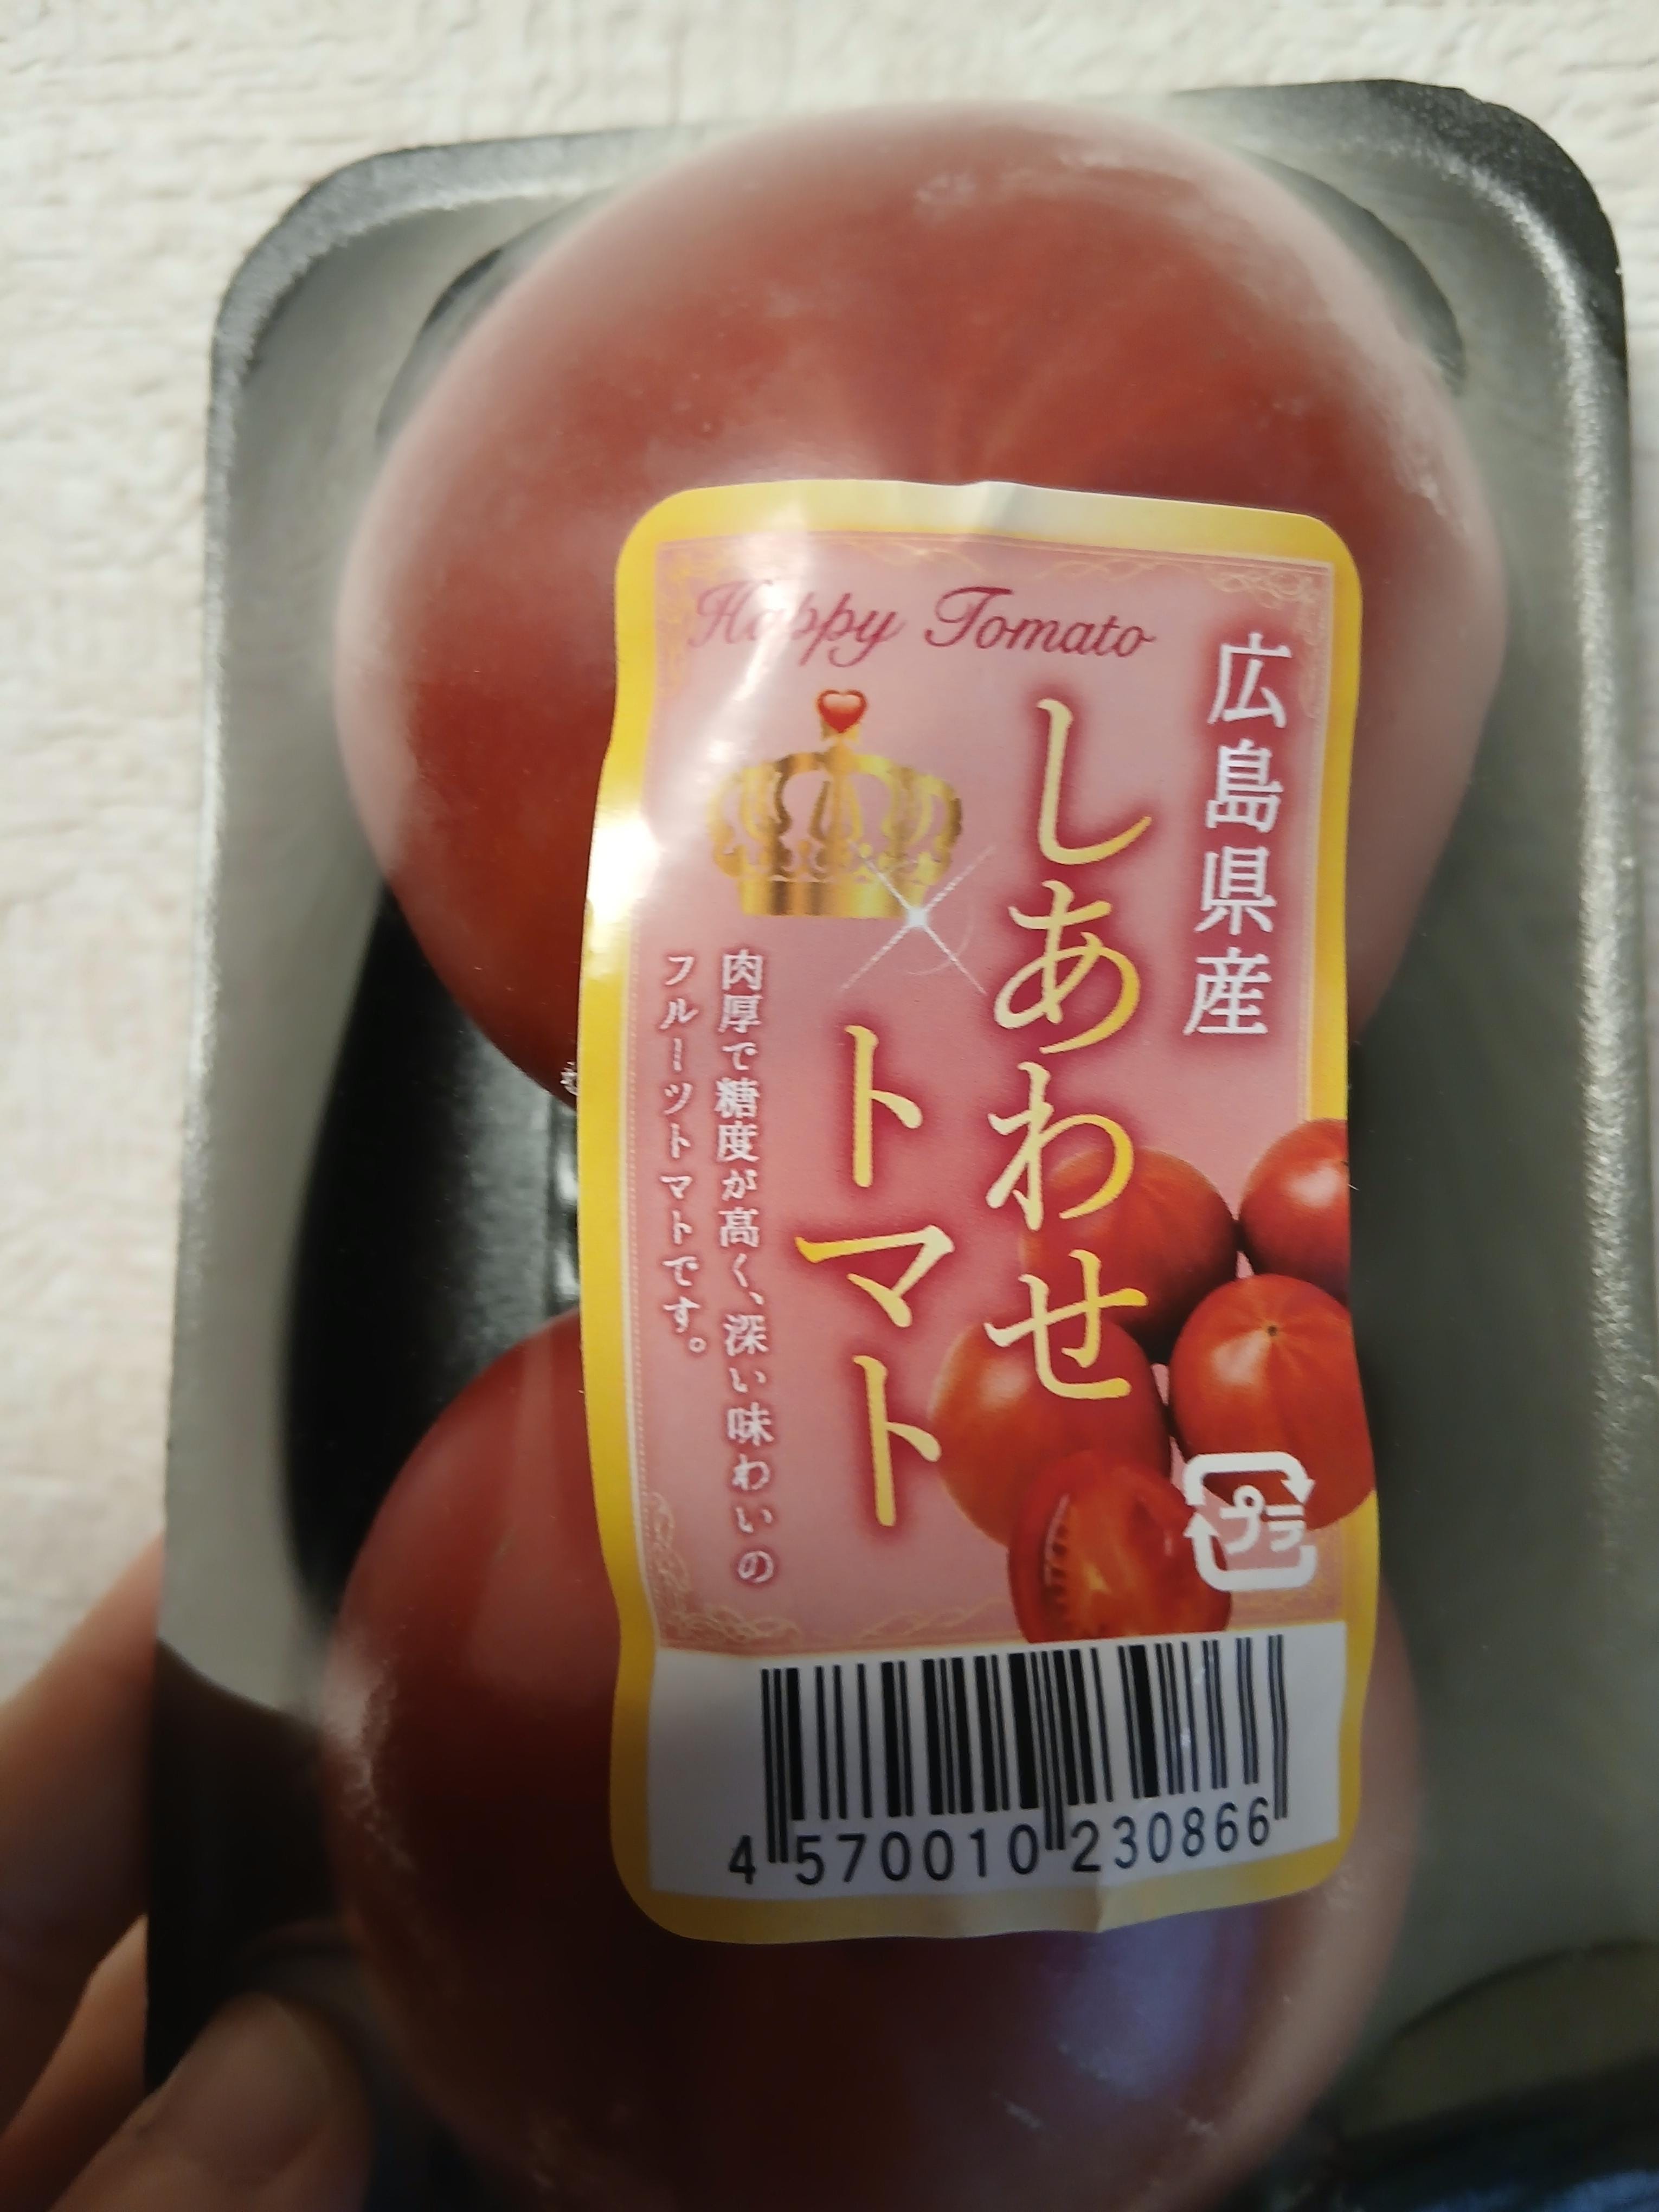 Happy Tomato
広島県産
しあわせ
トマト
肉厚で糖度が高く、深い味わいの
フルーツトマトです。
プラ
4 570010 230866